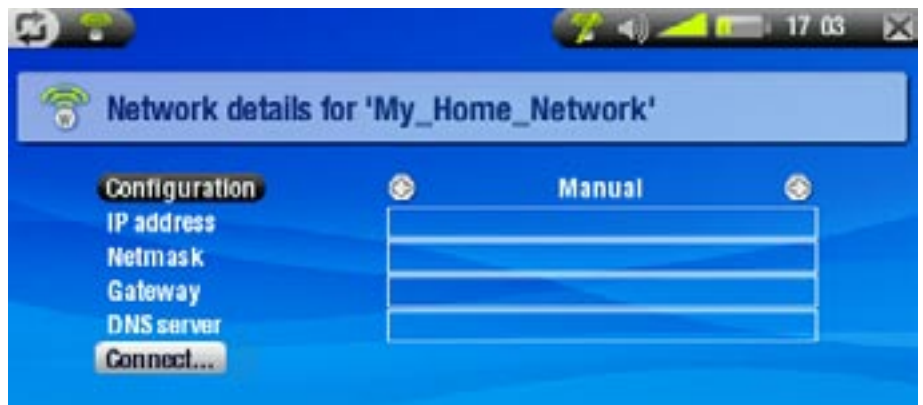 17 03
Network details for 'My_Home_Network'
Configuration Manual
IP address
Netmask
Gateway
DNS server
Connect...